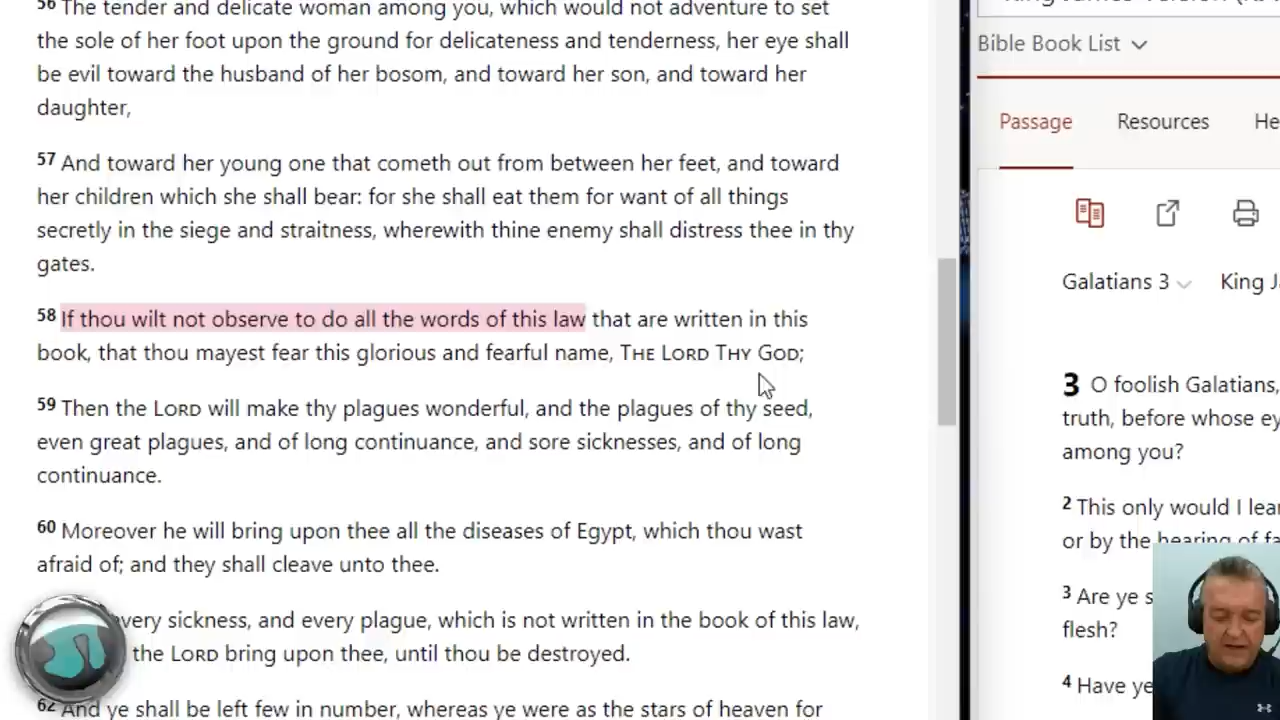 56 The tender and delicate woman among you, which would not adventure to set
the sole of her foot upon the ground for delicateness and tenderness, her eye shall
be evil toward the husband of her bosom, and toward her son, and toward her
daughter,
57 And toward her young one that cometh out from between her feet, and toward
her children which she shall bear: for she shall eat them for want of all things
secretly in the siege and straitness, wherewith thine enemy shall distress thee in thy
gates.
58 If thou wilt not observe to do all the words of this law that are written in this
book, that thou mayest fear this glorious and fearful name, THE LORD THY GOD;
59 Then the LORD will make thy plagues wonderful, and the plagues of thy seed,
even great plagues, and of long continuance, and sore sicknesses, and of long
continuance.
60 Moreover he will bring upon thee all the diseases of Egypt, which thou wast
afraid of; and they shall cleave unto thee.
every sickness, and every plague, which is not written in the book of this law,
the LORD bring upon thee, until thou be destroyed.
62 And ye shall be left few in number, whereas ye were as the stars of heaven for
Bible Book List
Passage Resources He
Galatians 3 King J
3 O foolish Galatians,
truth, before whose ey
among you?
2 This only would I lear
or by the hearing of fa
3 Are ye s
flesh?
4 Have ye